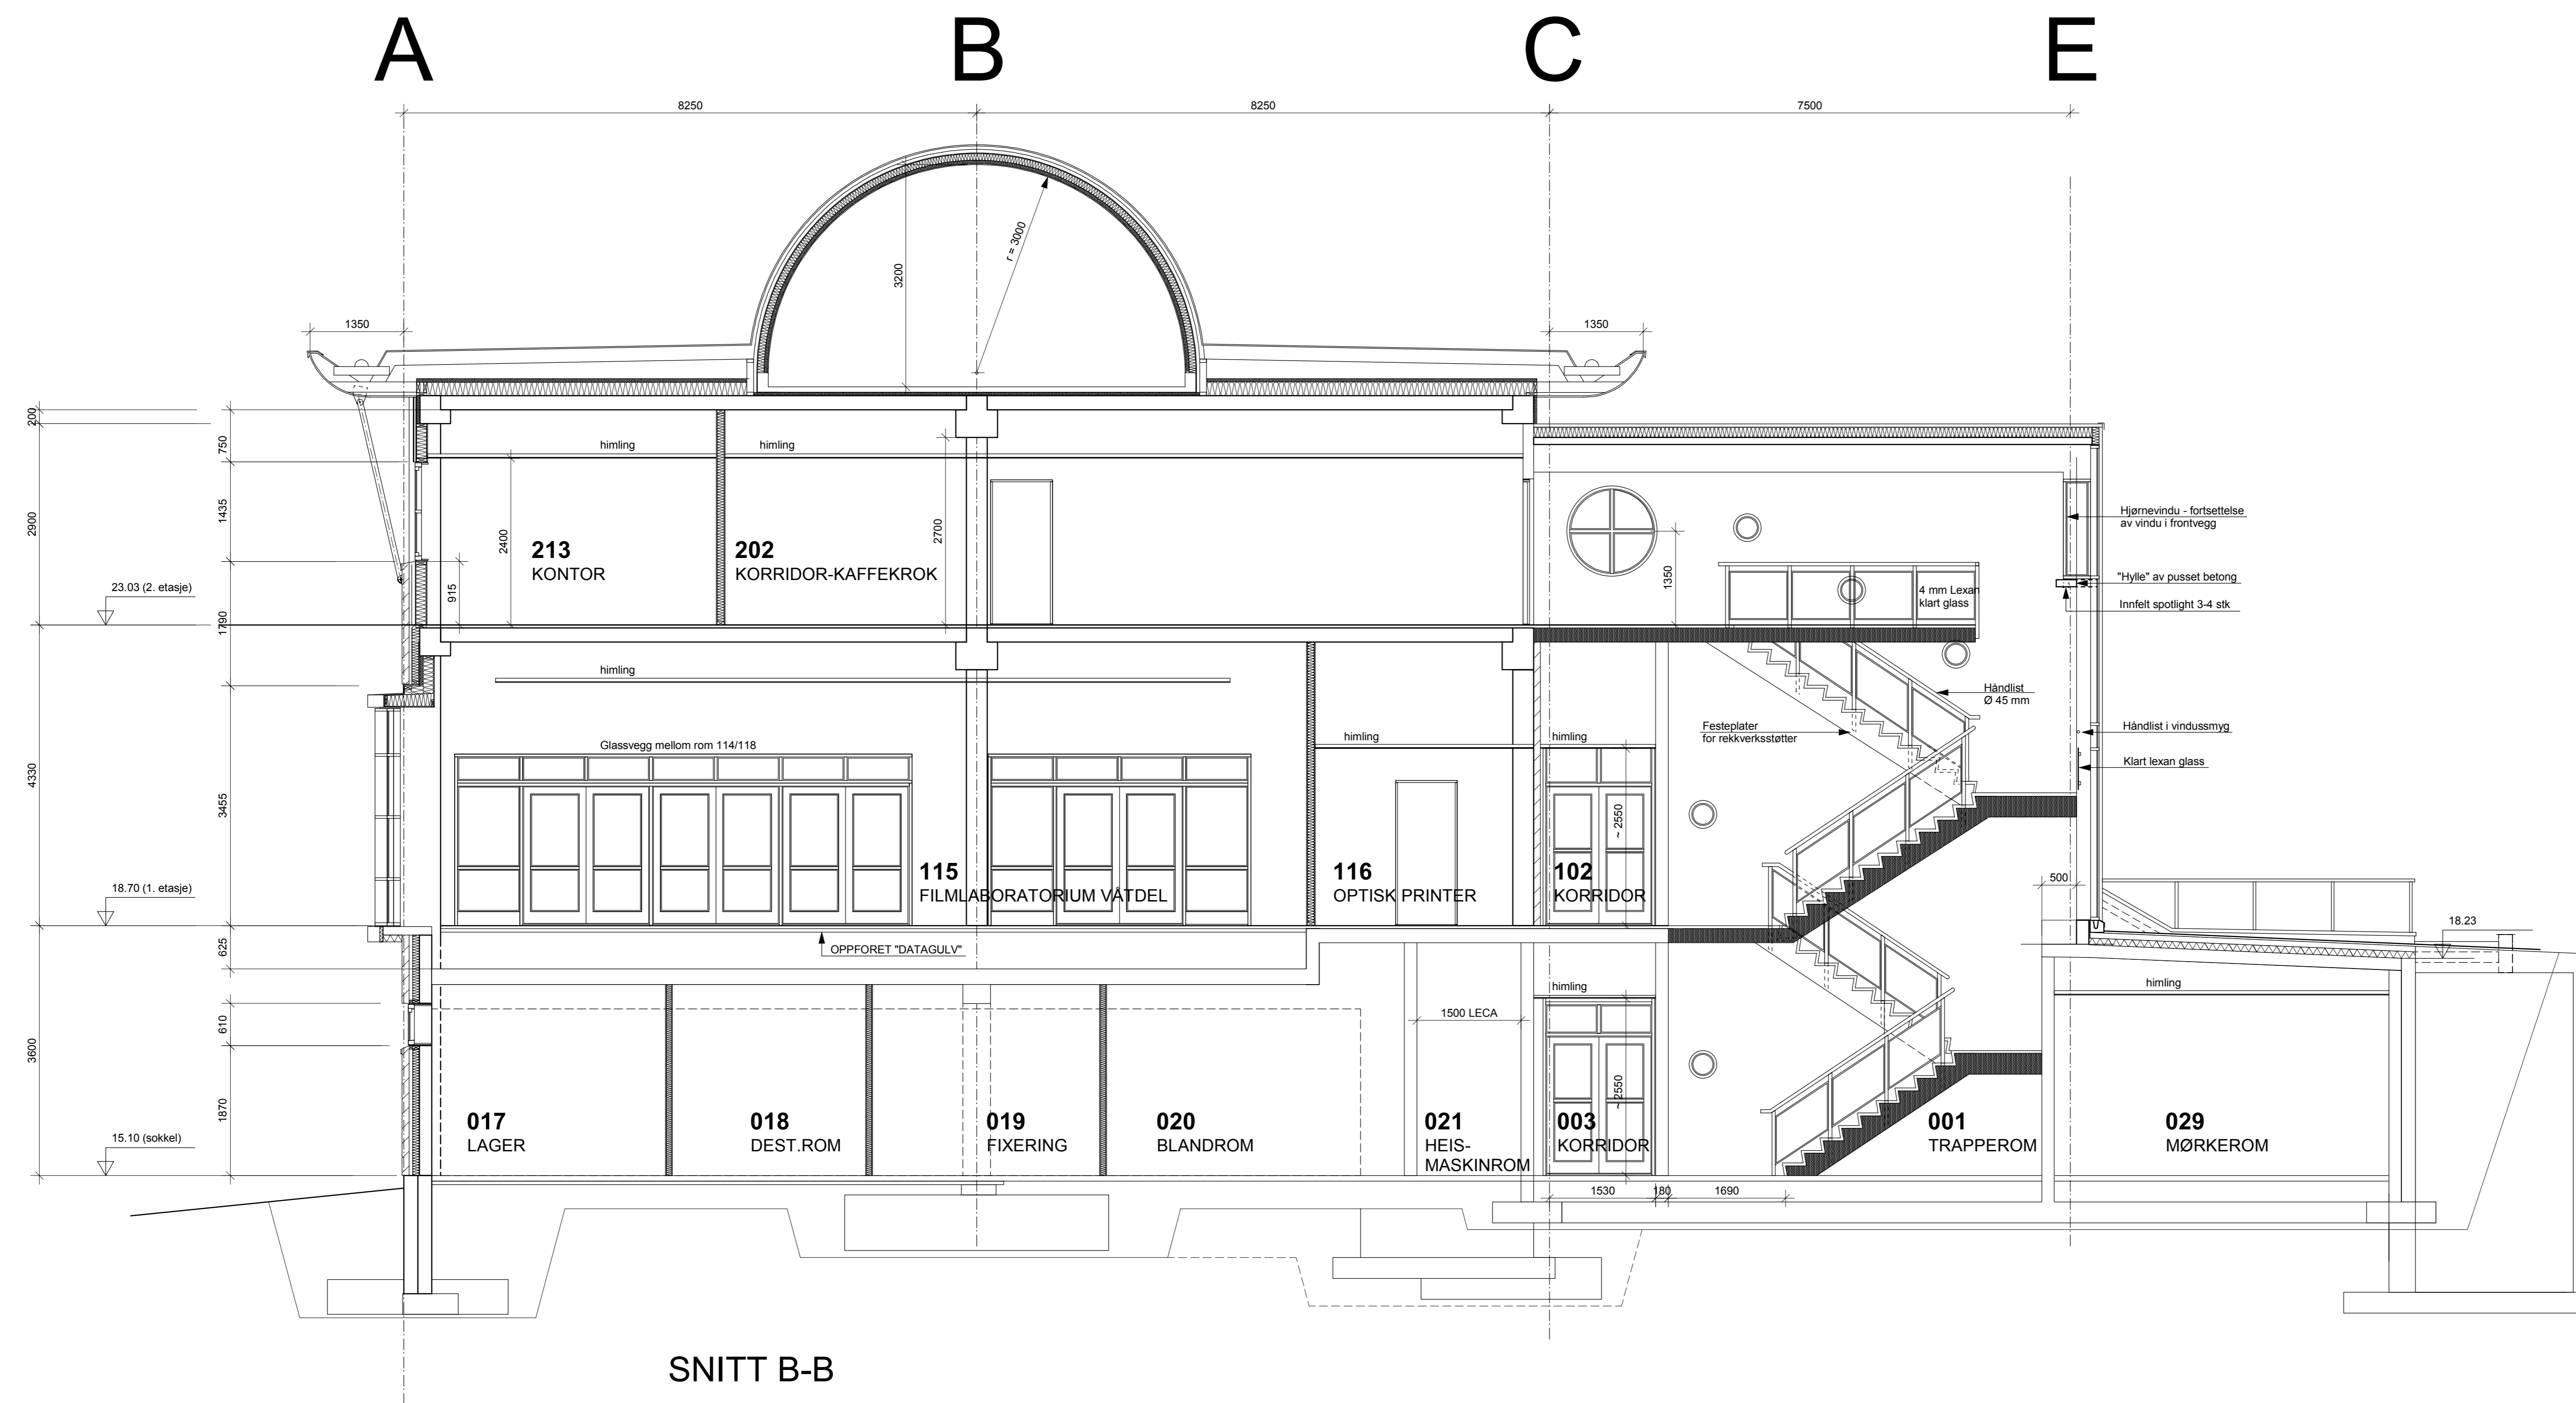 A B C E
8250 8250 7500
r = 3000
3200
1350 1350
200
750
himling himling
1435
2900
2400
2700
213
KONTOR
202
KORRIDOR-KAFFEKROK
Hjørnevindu - fortsettelse
av vindu i frontvegg
1350
"Hylle" av pusset betong
4 mm Lexan
klart glass
Innfelt spotlight 3-4 stk
23.03 (2. etasje)
915
1790
himling
Håndlist
Ø 45 mm
Festeplater
for rekkverksstøtter
Håndlist i vindussmyg
Klart lexan glass
Glassvegg mellom rom 114/118
himling himling
4330
3455
~ 2550
115
FILMLABORATORIUM VÅTDEL
116
OPTISK PRINTER
102
KORRIDOR
500
18.70 (1. etasje)
18.23
625
OPPFORET "DATAGULV"
himling
himling
610
1500 LECA
3600
1870
~ 2550
017
LAGER
018
DEST.ROM
019
FIXERING
020
BLANDROM
021
HEIS-
MASKINROM
003
KORRIDOR
001
TRAPPEROM
029
MØRKEROM
15.10 (sokkel)
1530 180 1690
SNITT B-B